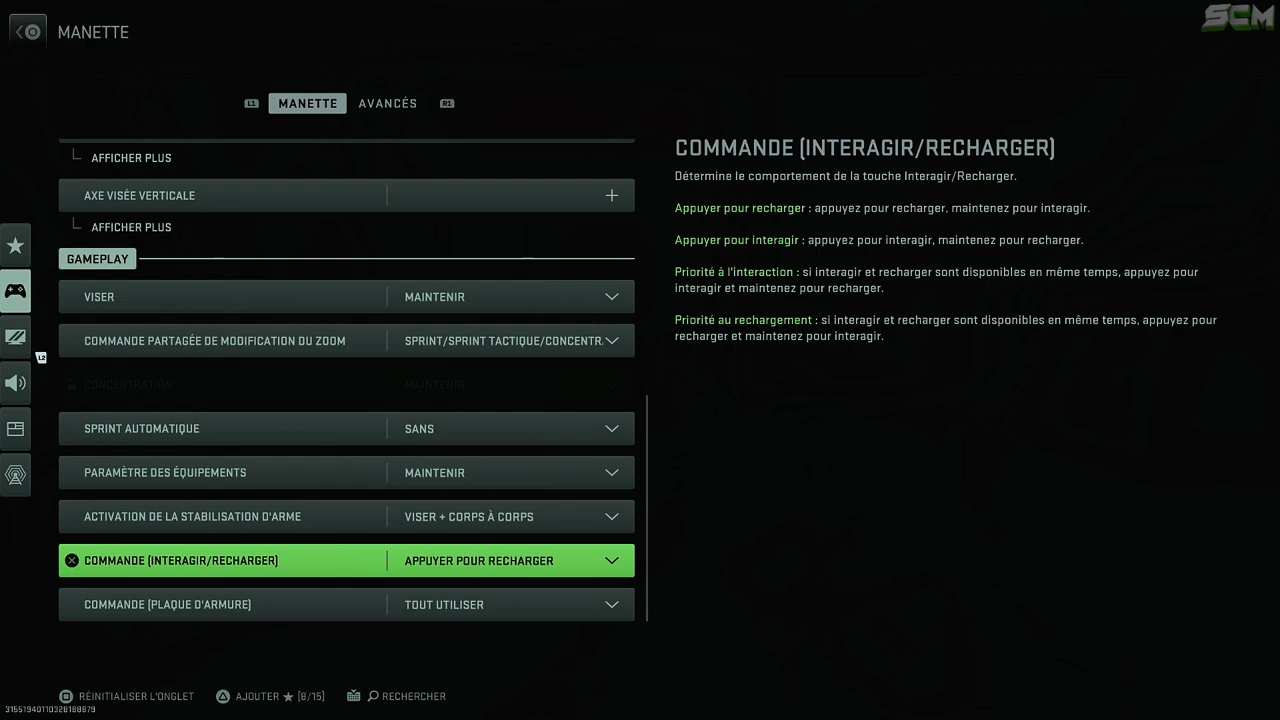 SCM
MANETTE
L1 MANETTE AVANCÉS R1
AFFICHER PLUS
AXE VISÉE VERTICALE
AFFICHER PLUS
GAMEPLAY
VISER MAINTENIR
COMMANDE PARTAGÉE DE MODIFICATION DU ZOOM SPRINT/SPRINT TACTIQUE/CONCENTR.
L2
CONCENTRATION MAINTENIR
SPRINT AUTOMATIQUE SANS
PARAMÈTRE DES ÉQUIPEMENTS MAINTENIR
ACTIVATION DE LA STABILISATION D'ARME VISER + CORPS À CORPS
COMMANDE (INTERAGIR/RECHARGER) APPUYER POUR RECHARGER
COMMANDE (PLAQUE D'ARMURE) TOUT UTILISER
COMMANDE (INTERAGIR/RECHARGER)
Détermine le comportement de la touche Interagir/Recharger.
Appuyer pour recharger : appuyez pour recharger, maintenez pour interagir.
Appuyer pour interagir : appuyez pour interagir, maintenez pour recharger.
Priorité à l'interaction : si interagir et recharger sont disponibles en même temps, appuyez pour
interagir et maintenez pour recharger.
Priorité au rechargement : si interagir et recharger sont disponibles en même temps, appuyez pour
recharger et maintenez pour interagir.
RÉINITIALISER L'ONGLET AJOUTER ★ [8/15] RECHERCHER